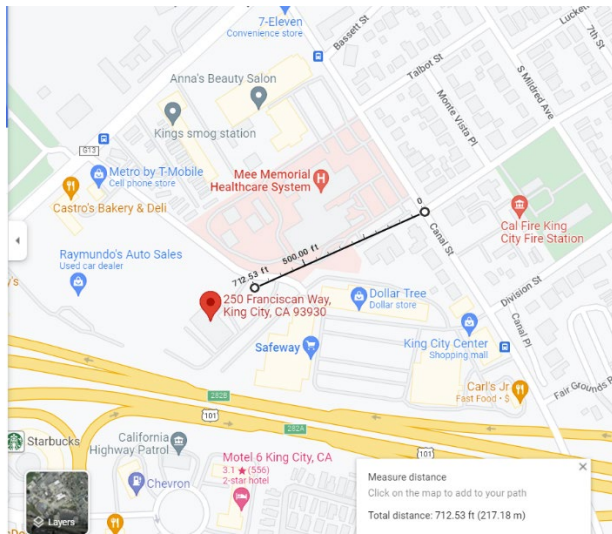 7-Eleven
Convenience store
Bassett St
Luckett
7th St
Talbot St
S Mildred Ave
Anna's Beauty Salon
Monte Vista Pl
Kings smog station
G13
Metro by T-Mobile
Cell phone store
Mee Memorial
Healthcare System
H
Castro's Bakery & Deli
0
Cal Fire King
City Fire Station
Canal St
500.00 ft
712.53 ft
Raymundo's Auto Sales
Used car dealer
250 Franciscan Way,
King City, CA 93930
Dollar Tree
Dollar store
Division St
Canal Pl
Safeway
King City Center
Shopping mall
Carl's Jr
Fast Food • $
Fair Grounds R
282B
101
282A
101
Starbucks
California
Highway Patrol
Motel 6 King City, CA
3.1 ★ (556)
2-star hotel
Chevron
Layers
Measure distance
Click on the map to add to your path
Total distance: 712.53 ft (217.18 m)